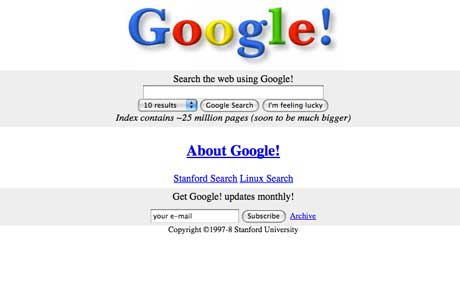 Google!
Search the web using Google!
10 results Google Search I'm feeling lucky
Index contains ~25 million pages (soon to be much bigger)
About Google!
Stanford Search Linux Search
Get Google! updates monthly!
your e-mail Subscribe Archive
Copyright ©1997-8 Stanford University